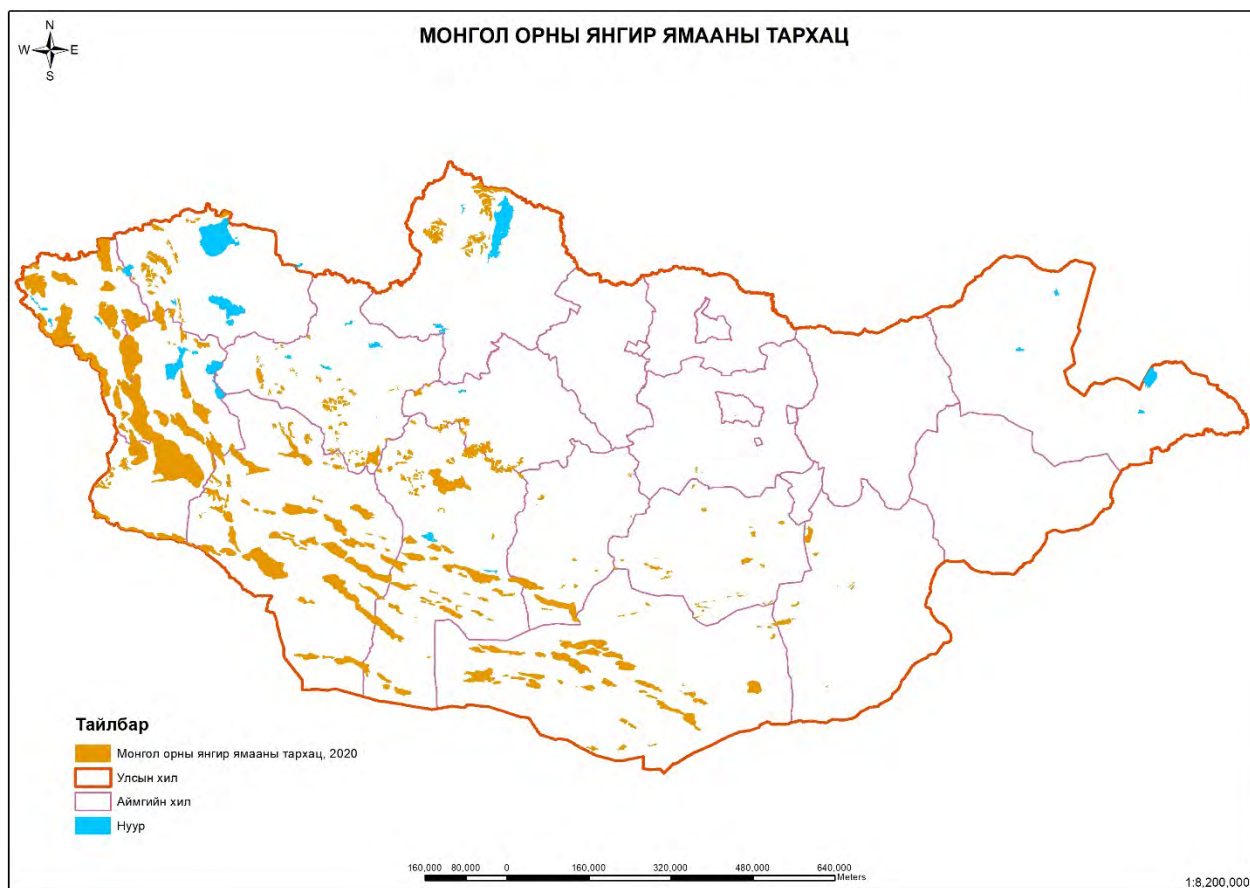 МОНГОЛ ОРНЫ ЯНГИР ЯМААНЫ ТАРХАЦ
N
W E
S
Тайлбар
Монгол орны янгир ямааны тархац, 2020
Улсын хил
Аймгийн хил
Нуур
160,000 80,000 0 160,000 320,000 480,000 640,000
Meters
1:8,200,000